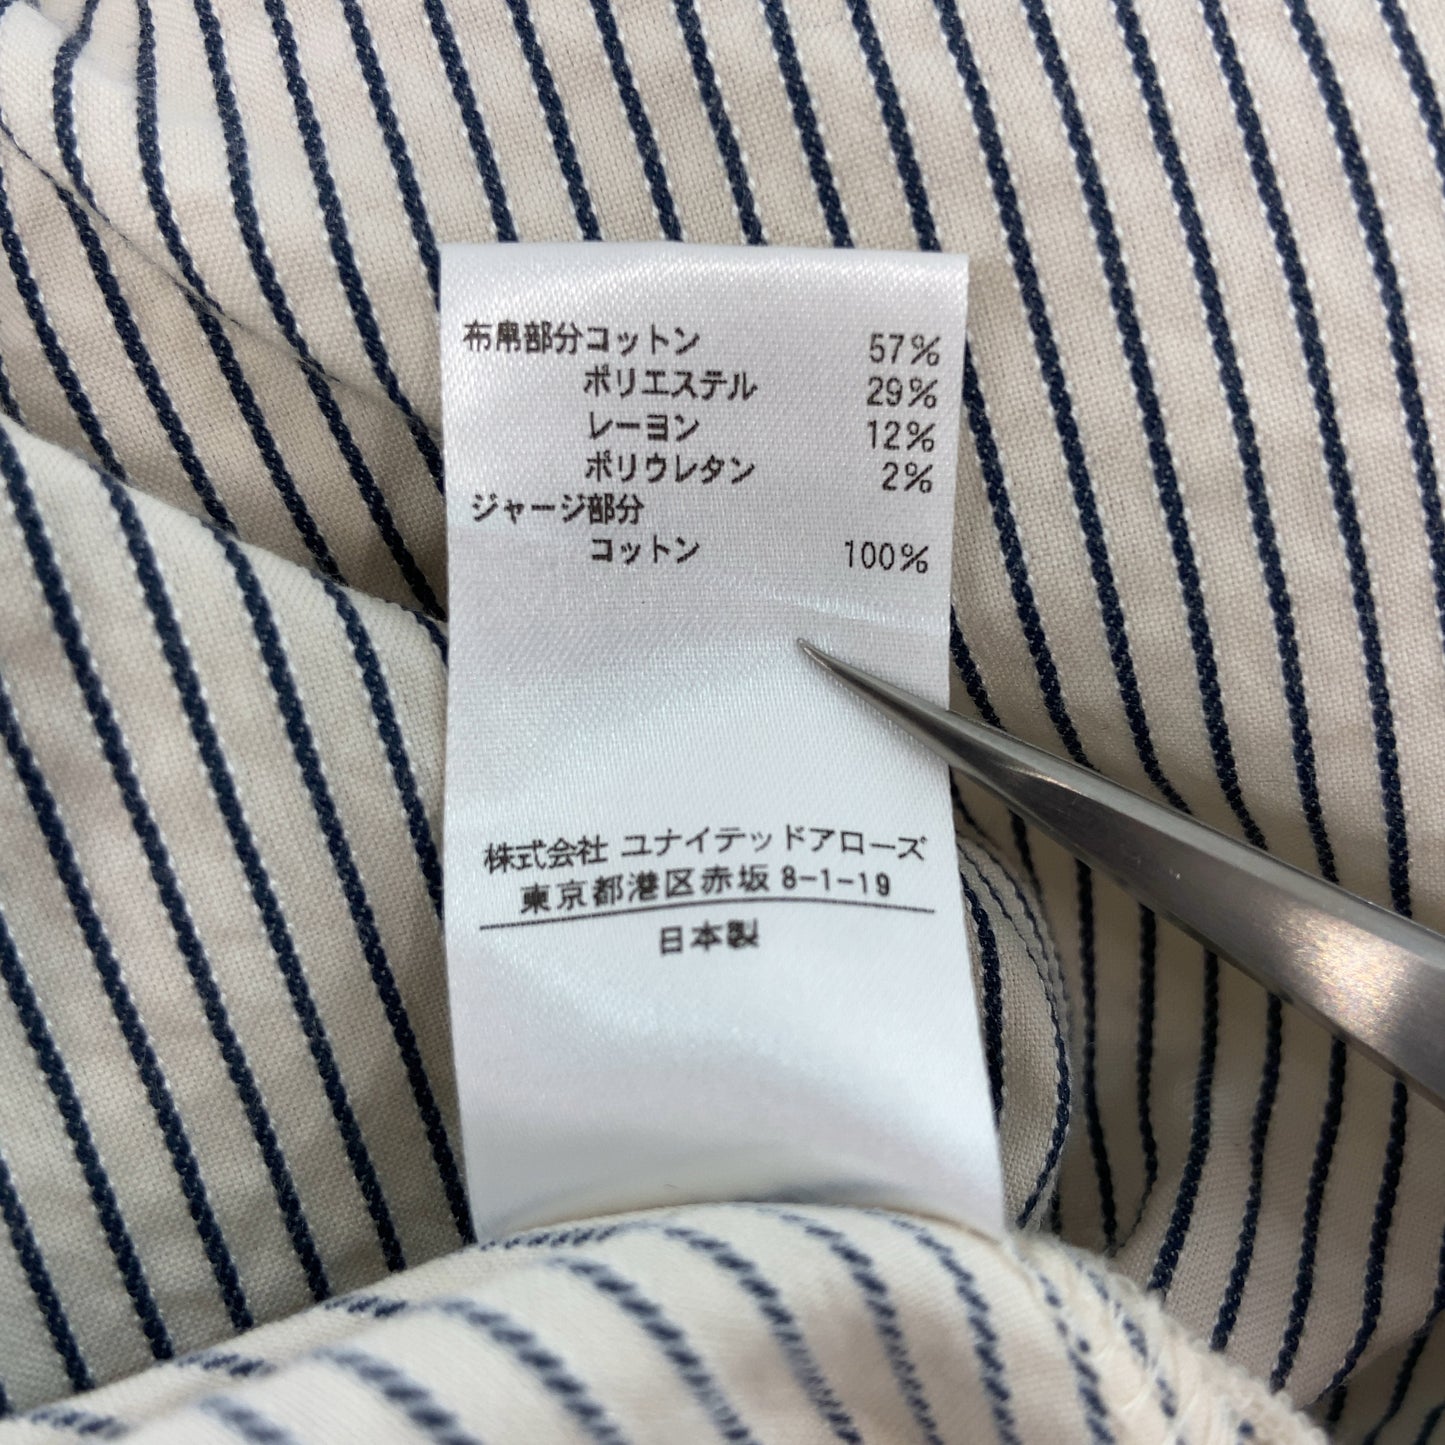 布帛部分コットン 57%
ポリエステル 29%
レーヨン 12%
ポリウレタン 2%
ジャージ部分
コットン 100%
株式会社 ユナイテッドアローズ
東京都港区赤坂 8-1-19
日本製